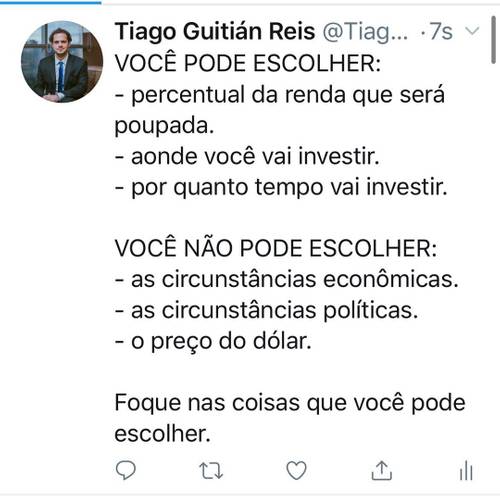 Tiago Guitián Reis @Tiag... ·7s
VOCÊ PODE ESCOLHER:
- percentual da renda que será
poupada.
- aonde você vai investir.
- por quanto tempo vai investir.
VOCÊ NÃO PODE ESCOLHER:
- as circunstâncias econômicas.
- as circunstâncias políticas.
- o preço do dólar.
Foque nas coisas que você pode
escolher.